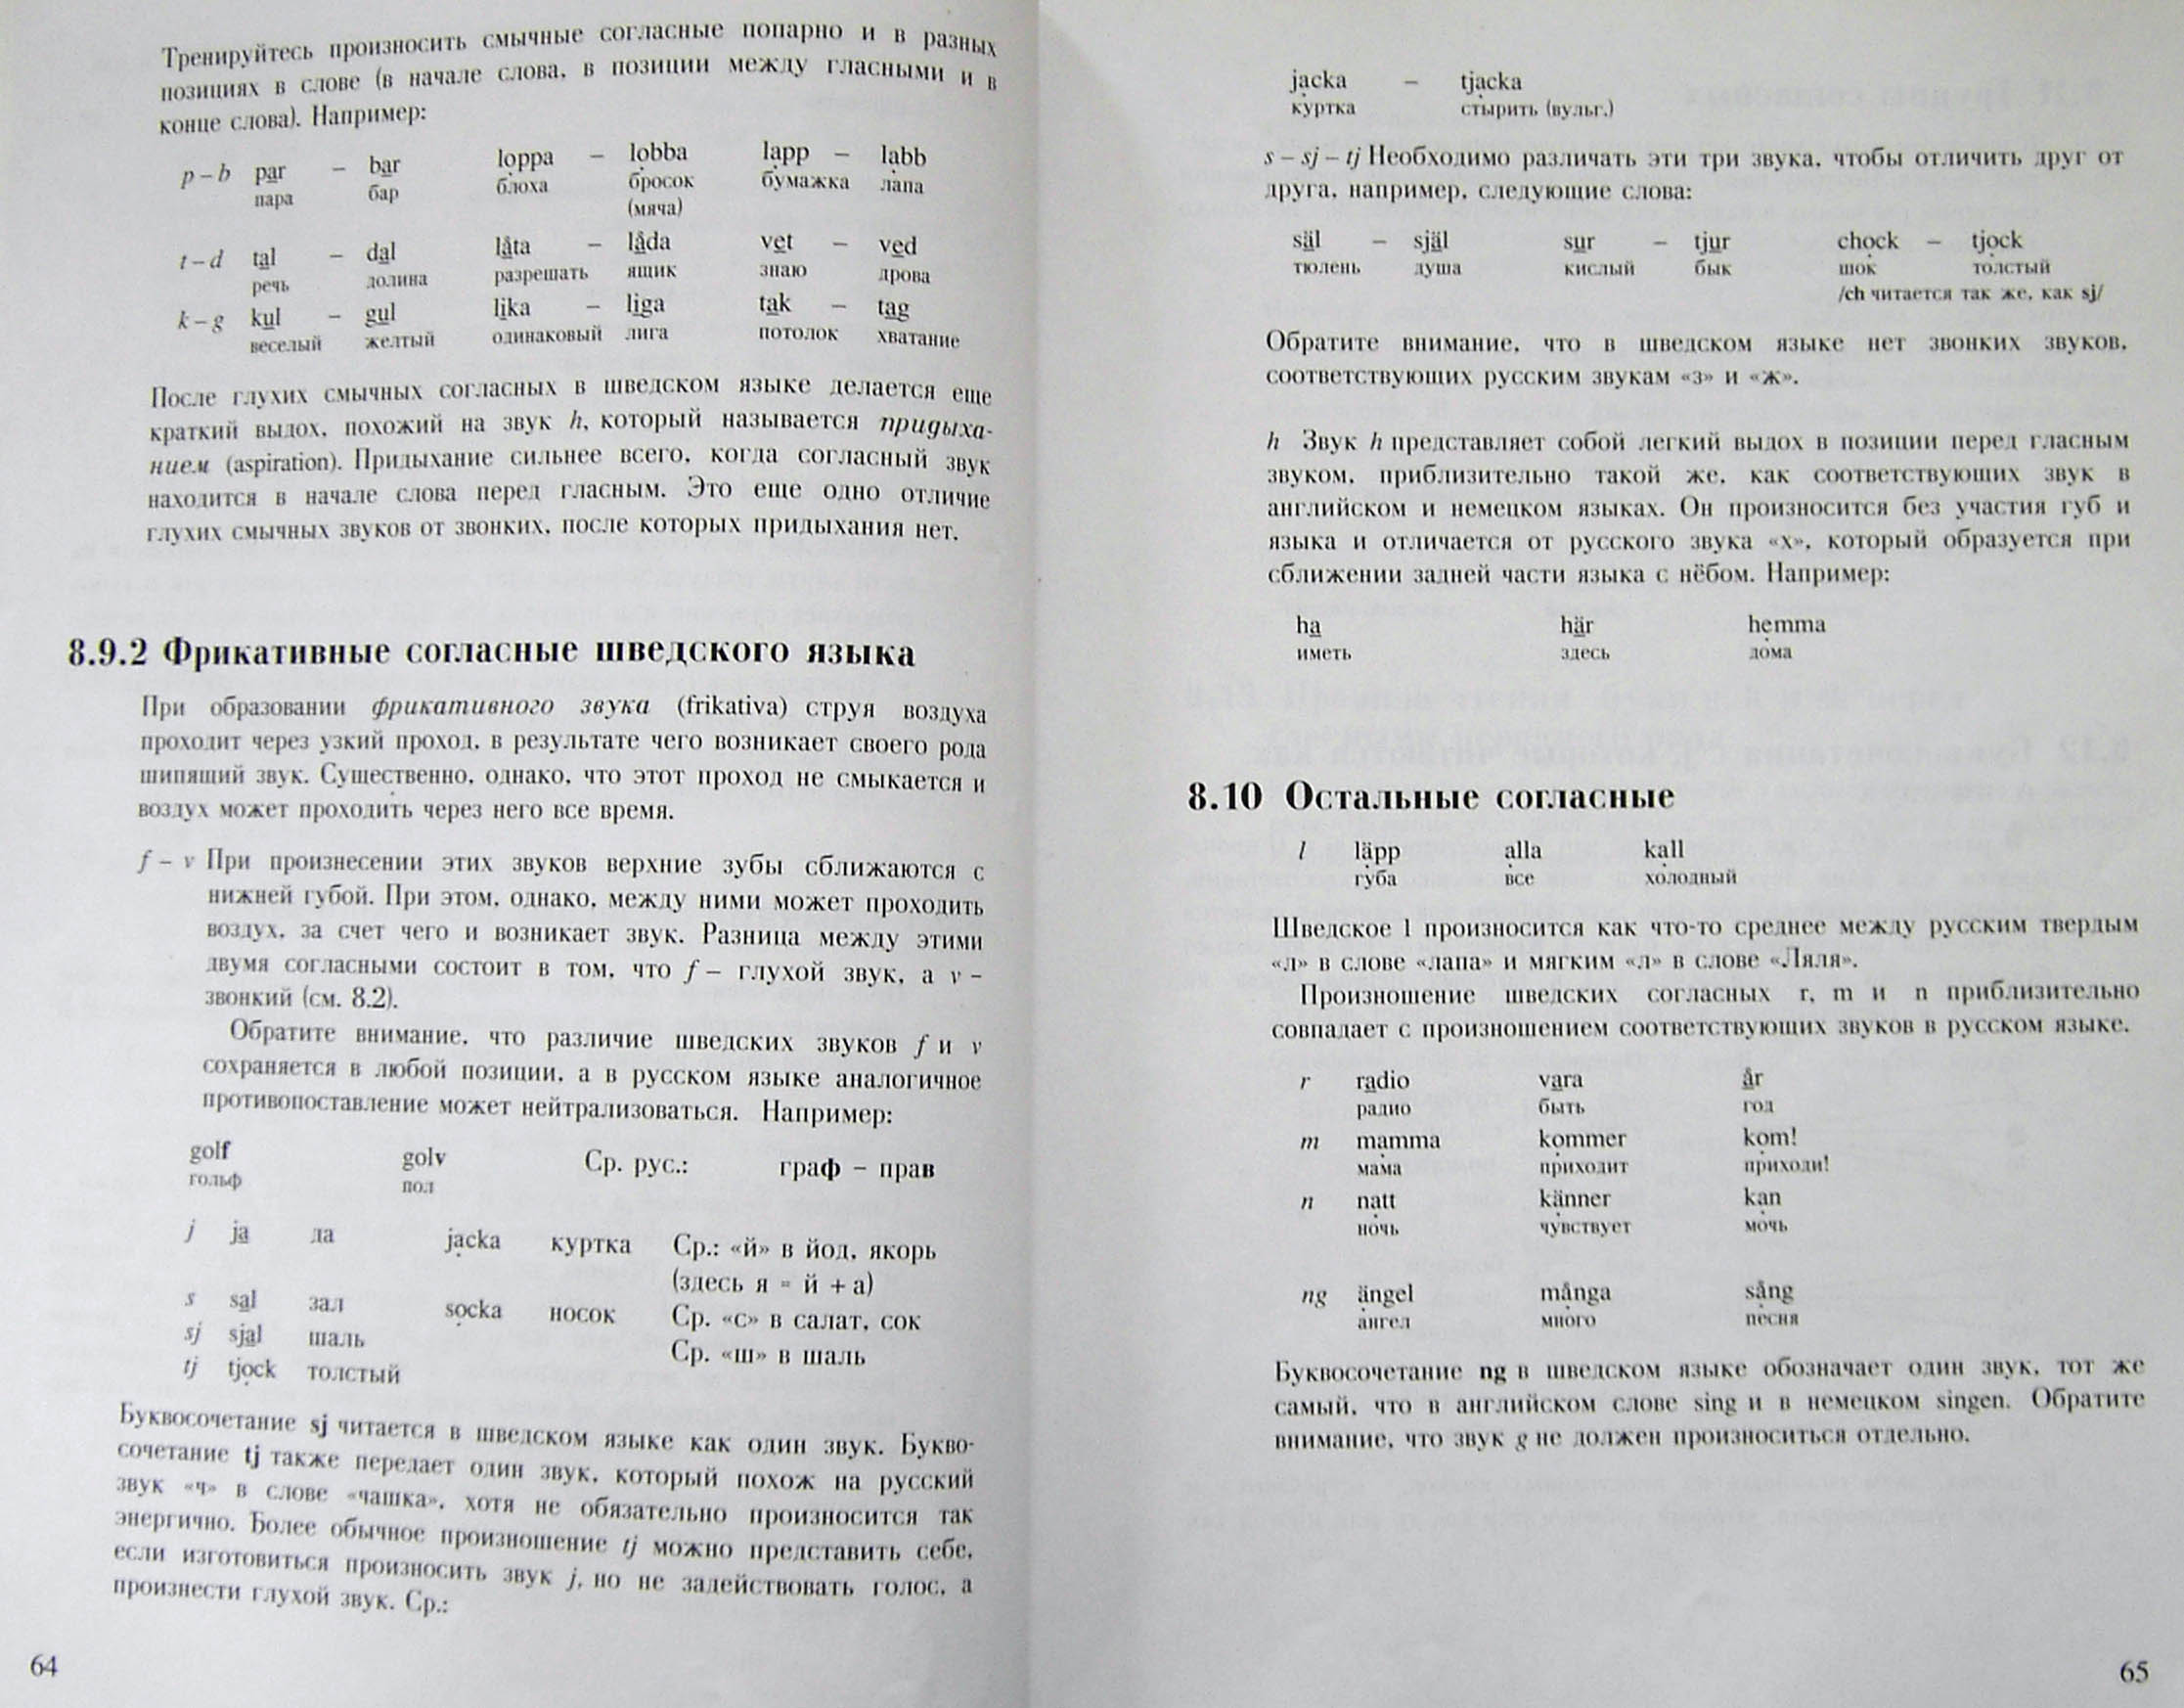 Тренируйтесь произносить смычные согласные попарно и в разных
позициях в слове (в начале слова, в позиции между гласными и в
конце слова). Например:
p – b par – bar loppa – lobba lapp – labb
пара бар блоха бросок бумажка лапа
(мяча)
t – d tal – dal låta – låda vet – ved
речь долина разрешать ящик знаю дрова
k – g kul – gul lika – liga tak – tag
веселый желтый одинаковый лига потолок хватание
После глухих смычных согласных в шведском языке делается еще
краткий выдох, похожий на звук h, который называется придыха-
нием (aspiration). Придыхание сильнее всего, когда согласный звук
находится в начале слова перед гласным. Это еще одно отличие
глухих смычных звуков от звонких, после которых придыхания нет.
8.9.2 Фрикативные согласные шведского языка
При образовании фрикативного звука (frikativa) струя воздуха
проходит через узкий проход, в результате чего возникает своего рода
шипящий звук. Существенно, однако, что этот проход не смыкается и
воздух может проходить через него все время.
f – v При произнесении этих звуков верхние зубы сближаются с
нижней губой. При этом, однако, между ними может проходить
воздух, за счет чего и возникает звук. Разница между этими
двумя согласными состоит в том, что f – глухой звук, а v –
звонкий (см. 8.2).
Обратите внимание, что различие шведских звуков f и v
сохраняется в любой позиции, а в русском языке аналогичное
противопоставление может нейтрализоваться. Например:
golf golv Ср. рус.: граф – прав
гольф пол
j ja да jacka куртка Ср.: «й» в йод, якорь
(здесь я = й + а)
s sal зал socka носок Ср. «с» в салат, сок
sj sjal шаль Ср. «ш» в шаль
tj tjock толстый
Буквосочетание sj читается в шведском языке как один звук. Букво-
сочетание tj также передает один звук, который похож на русский
звук «ч» в слове «чашка», хотя не обязательно произносится так
энергично. Более обычное произношение tj можно представить себе,
если изготовиться произносить звук j, но не задействовать голос, а
произнести глухой звук. Ср.:
64
jacka – tjacka
куртка стырить (вульг.)
s – sj – tj Необходимо различать эти три звука, чтобы отличить друг от
друга, например, следующие слова:
säl – själ sur – tjur chock – tjock
тюлень душа кислый бык шок толстый
/ch читается так же, как sj/
Обратите внимание, что в шведском языке нет звонких звуков,
соответствующих русским звукам «з» и «ж».
h Звук h представляет собой легкий выдох в позиции перед гласным
звуком, приблизительно такой же, как соответствующих звук в
английском и немецком языках. Он произносится без участия губ и
языка и отличается от русского звука «х», который образуется при
сближении задней части языка с нёбом. Например:
ha här hemma
иметь здесь дома
8.10 Остальные согласные
l läpp alla kall
губа все холодный
Шведское l произносится как что-то среднее между русским твердым
«л» в слове «лапа» и мягким «л» в слове «Ляля».
Произношение шведских согласных r, m и n приблизительно
совпадает с произношением соответствующих звуков в русском языке.
r radio vara år
радио быть год
m mamma kommer kom!
мама приходит приходи!
n natt känner kan
ночь чувствует мочь
ng ängel många sång
ангел много песня
Буквосочетание ng в шведском языке обозначает один звук, тот же
самый, что в английском слове sing и в немецком singen. Обратите
внимание, что звук g не должен произноситься отдельно.
65